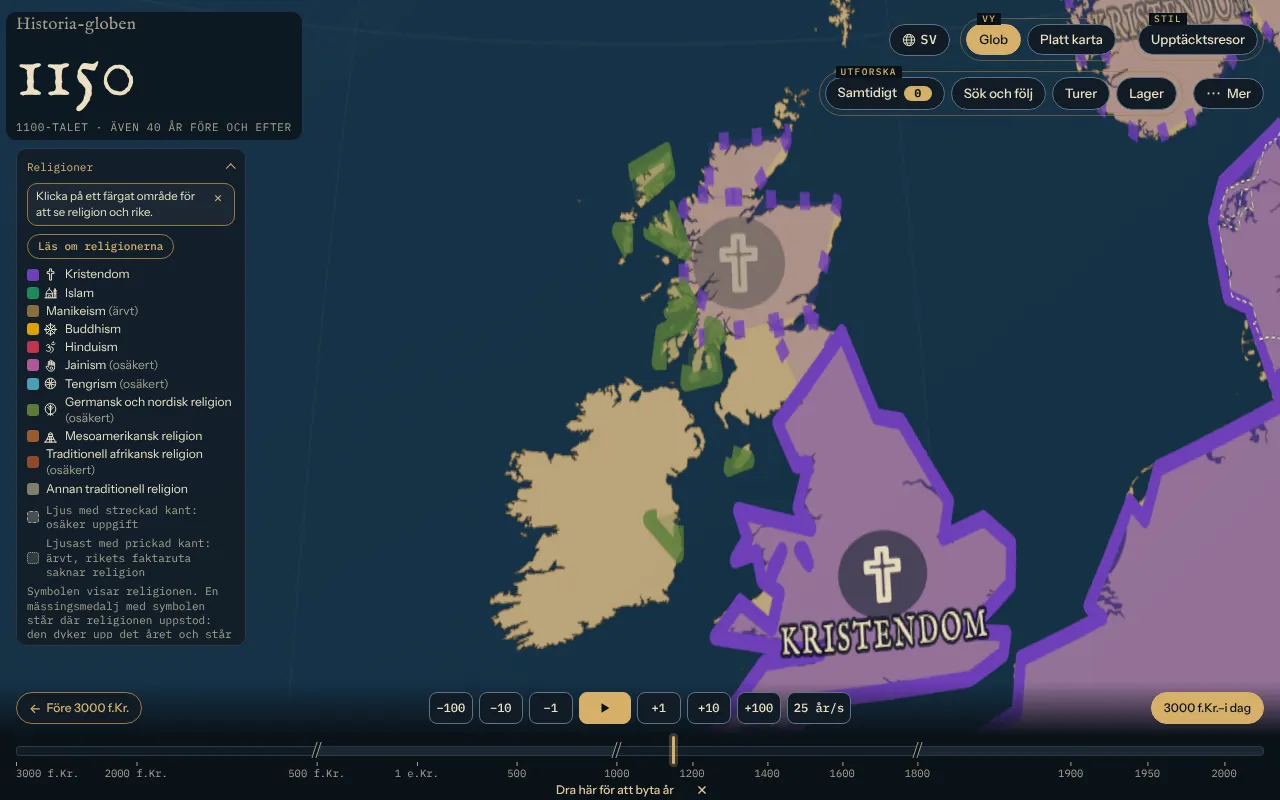 Historia-globen
1150
1100-TALET · ÄVEN 40 ÅR FÖRE OCH EFTER
SV
VY
Glob
Platt karta
STIL
Upptäcktsresor
UTFORSKA
Samtidigt 0
Sök och följ
Turer
Lager
··· Mer
KRISTENDOM
Religioner
Klicka på ett färgat område för
att se religion och rike.
×
Läs om religionerna
Kristendom
Islam
Manikeism (ärvt)
Buddhism
Hinduism
Jainism (osäkert)
Tengrism (osäkert)
Germansk och nordisk religion
(osäkert)
Mesoamerikansk religion
Traditionell afrikansk religion
(osäkert)
Annan traditionell religion
Ljus med streckad kant:
osäker uppgift
Ljusast med prickad kant:
ärvt, rikets faktaruta
saknar religion
Symbolen visar religionen. En
mässingsmedalj med symbolen
står där religionen uppstod:
den dyker upp det året och står
KRISTENDOM
← Före 3000 f.Kr.
−100
−10
−1
+1
+10
+100
25 år/s
3000 f.Kr.–i dag
3000 f.Kr.
2000 f.Kr.
500 f.Kr.
1 e.Kr.
500
1000
1200
1400
1600
1800
1900
1950
2000
Dra här för att byta år ×